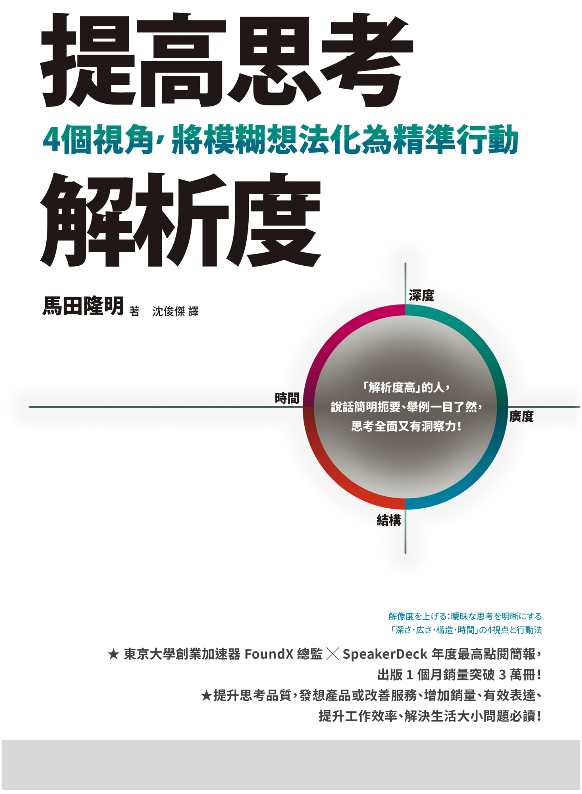 提高思考
4個視角，將模糊想法化為精準行動
解析度
馬田隆明 著 沈俊傑 譯
深度
時間
「解析度高」的人，
說話簡明扼要、舉例一目了然，
思考全面又有洞察力！
廣度
結構
解像度を上げる：曖昧な思考を明晰にする
「深さ・広さ・構造・時間」の4視点と行動法
★ 東京大學創業加速器 FoundX 總監╳SpeakerDeck 年度最高點閱簡報，
出版 1 個月銷量突破 3 萬冊！
★提升思考品質，發想產品或改善服務、增加銷量、有效表達、
提升工作效率、解決生活大小問題必讀！